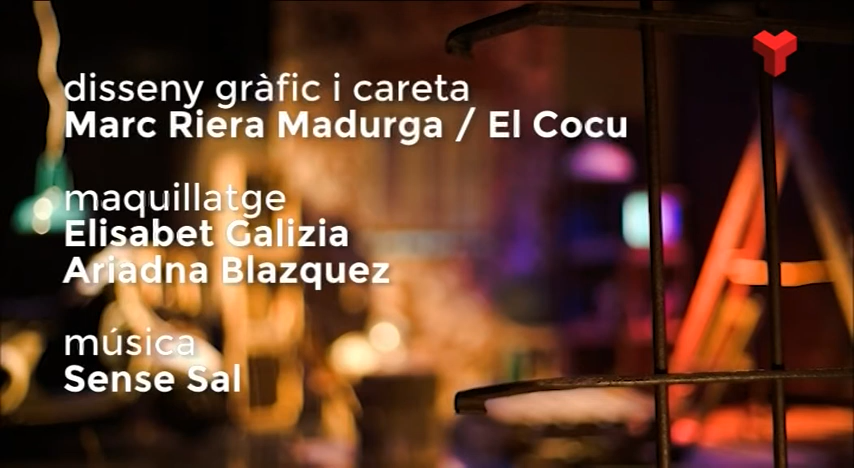 disseny gràfic i careta
Marc Riera Madurga / El Cocu
maquillatge
Elisabet Galizia
Ariadna Blazquez
música
Sense Sal